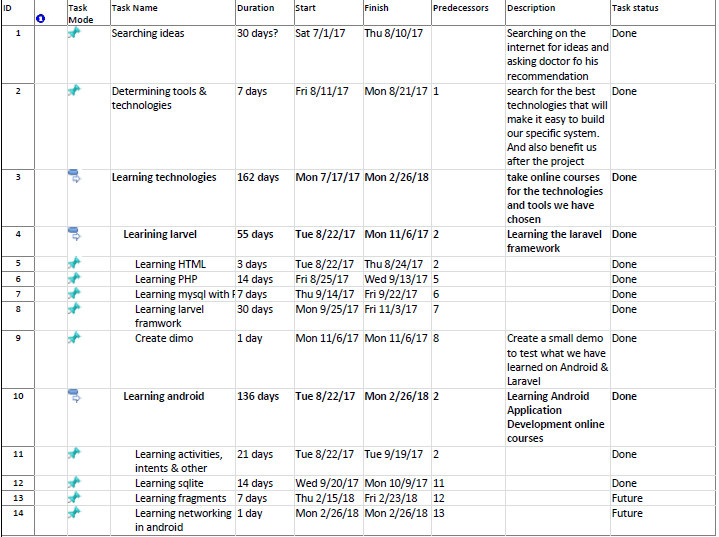 ID Task Mode Task Name Duration Start Finish Predecessors Description Task status
1 Searching ideas 30 days? Sat 7/1/17 Thu 8/10/17 Searching on the Done
internet for ideas and
asking doctor fo his
recommendation
2 Determining tools & 7 days Fri 8/11/17 Mon 8/21/17 1 search for the best Done
technologies technologies that will
make it easy to build
our specific system.
And also benefit us
after the project
3 Learning technologies 162 days Mon 7/17/17 Mon 2/26/18 take online courses Done
for the technologies
and tools we have
chosen
4 Learining larvel 55 days Tue 8/22/17 Mon 11/6/17 2 Learning the laravel Done
framework
5 Learning HTML 3 days Tue 8/22/17 Thu 8/24/17 2 Done
6 Learning PHP 14 days Fri 8/25/17 Wed 9/13/17 5 Done
7 Learning mysql with 7 days Thu 9/14/17 Fri 9/22/17 6 Done
8 Learning larvel 30 days Mon 9/25/17 Fri 11/3/17 7 Done
framwork
9 Create dimo 1 day Mon 11/6/17 Mon 11/6/17 8 Create a small demo Done
to test what we have
learned on Android &
Laravel
10 Learning android 136 days Tue 8/22/17 Mon 2/26/18 2 Learning Android Done
Application
Development online
courses
11 Learning activities, 21 days Tue 8/22/17 Tue 9/19/17 2 Done
intents & other
12 Learning sqlite 14 days Wed 9/20/17 Mon 10/9/17 11 Done
13 Learning fragments 7 days Thu 2/15/18 Fri 2/23/18 12 Future
14 Learning networking 1 day Mon 2/26/18 Mon 2/26/18 13 Future
in android